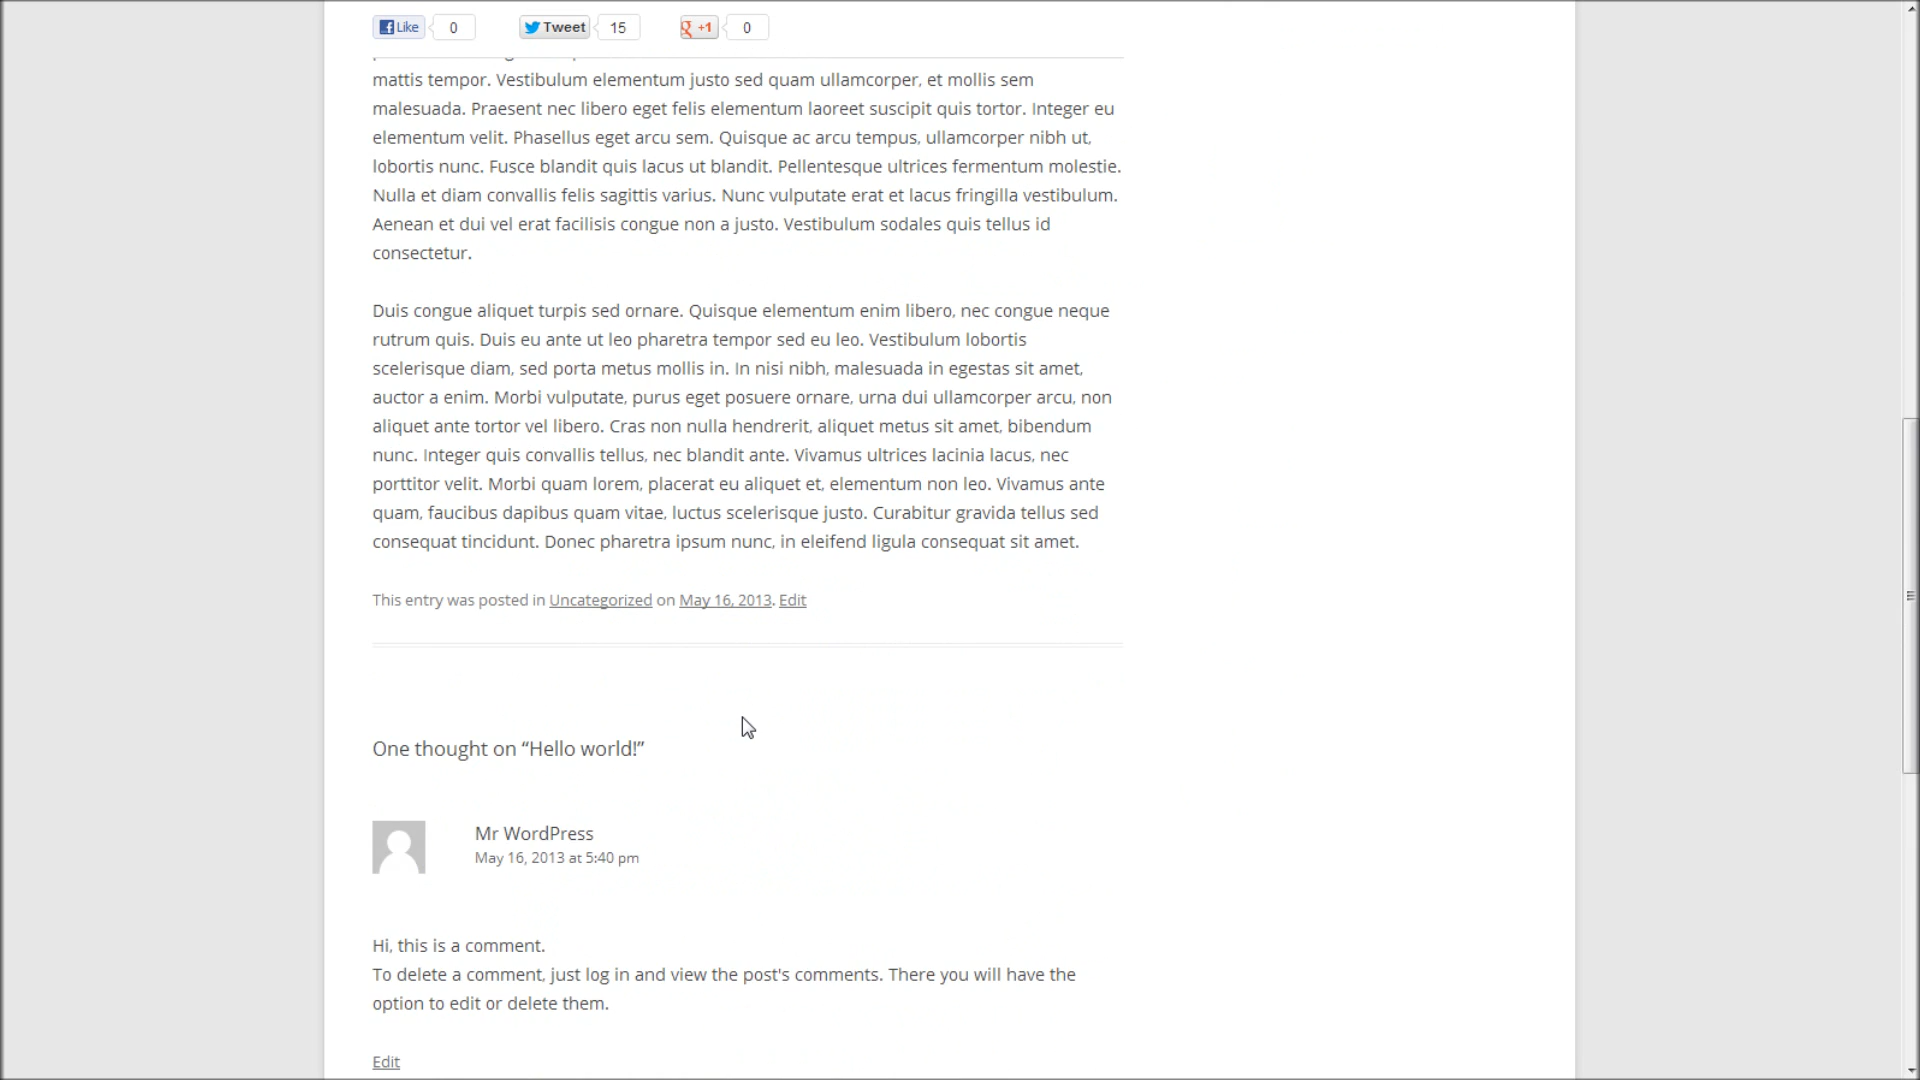 Like 0 Tweet 15 +1 0
mattis tempor. Vestibulum elementum justo sed quam ullamcorper, et mollis sem
malesuada. Praesent nec libero eget felis elementum laoreet suscipit quis tortor. Integer eu
elementum velit. Phasellus eget arcu sem. Quisque ac arcu tempus, ullamcorper nibh ut,
lobortis nunc. Fusce blandit quis lacus ut blandit. Pellentesque ultrices fermentum molestie.
Nulla et diam convallis felis sagittis varius. Nunc vulputate erat et lacus fringilla vestibulum.
Aenean et dui vel erat facilisis congue non a justo. Vestibulum sodales quis tellus id
consectetur.
Duis congue aliquet turpis sed ornare. Quisque elementum enim libero, nec congue neque
rutrum quis. Duis eu ante ut leo pharetra tempor sed eu leo. Vestibulum lobortis
scelerisque diam, sed porta metus mollis in. In nisi nibh, malesuada in egestas sit amet,
auctor a enim. Morbi vulputate, purus eget posuere ornare, urna dui ullamcorper arcu, non
aliquet ante tortor vel libero. Cras non nulla hendrerit, aliquet metus sit amet, bibendum
nunc. Integer quis convallis tellus, nec blandit ante. Vivamus ultrices lacinia lacus, nec
porttitor velit. Morbi quam lorem, placerat eu aliquet et, elementum non leo. Vivamus ante
quam, faucibus dapibus quam vitae, luctus scelerisque justo. Curabitur gravida tellus sed
consequat tincidunt. Donec pharetra ipsum nunc, in eleifend ligula consequat sit amet.
This entry was posted in Uncategorized on May 16, 2013. Edit
One thought on “Hello world!”
Mr WordPress
May 16, 2013 at 5:40 pm
Hi, this is a comment.
To delete a comment, just log in and view the post's comments. There you will have the
option to edit or delete them.
Edit